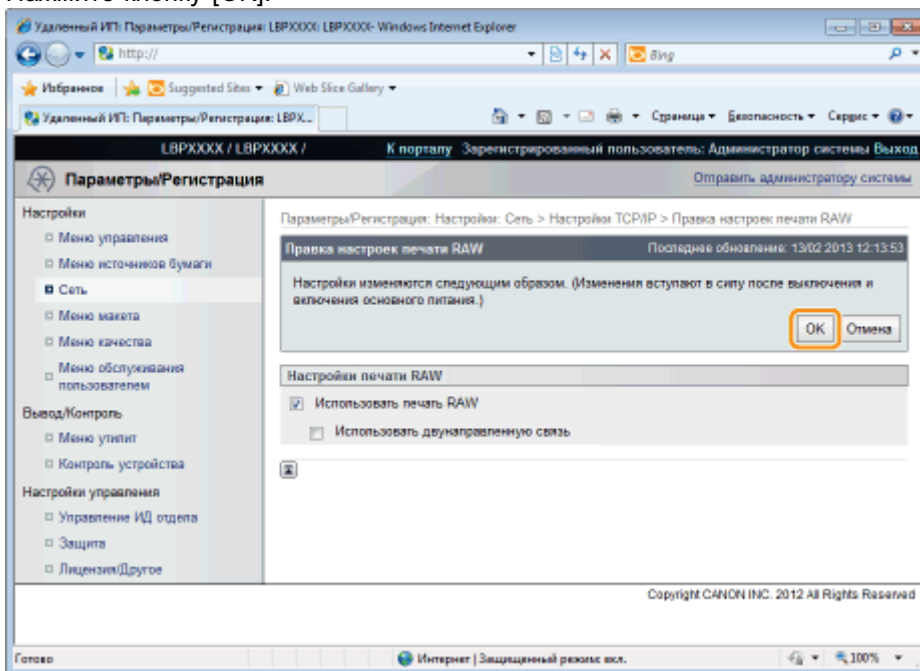 Нажмите кнопку [OK].
Удаленный ИП: Параметры/Регистрация: LBPXXXX: LBPXXXX- Windows Internet Explorer
http://
Bing
Избранное Suggested Sites Web Slice Gallery
Удаленный ИП: Параметры/Регистрация: LBPX...
Страница Безопасность Сервис
LBPXXXX / LBPXXXX / К порталу Зарегистрированный пользователь: Администратор системы Выход
Параметры/Регистрация Отправить администратору системы
Настройки
Меню управления
Меню источников бумаги
Сеть
Меню макета
Меню качества
Меню обслуживания
пользователем
Вывод/Контроль
Меню утилит
Контроль устройства
Настройки управления
Управление ИД отдела
Защита
Лицензия/Другое
Параметры/Регистрация: Настройки: Сеть > Настройки TCP/IP > Правка настроек печати RAW
Правка настроек печати RAW Последнее обновление: 13/02 2013 12:13:53
Настройки изменяются следующим образом. (Изменения вступают в силу после выключения и
включения основного питания.)
OK Отмена
Настройки печати RAW
Использовать печать RAW
Использовать двунаправленную связь
Copyright CANON INC. 2012 All Rights Reserved
Готово Интернет | Защищенный режим: вкл. 100%